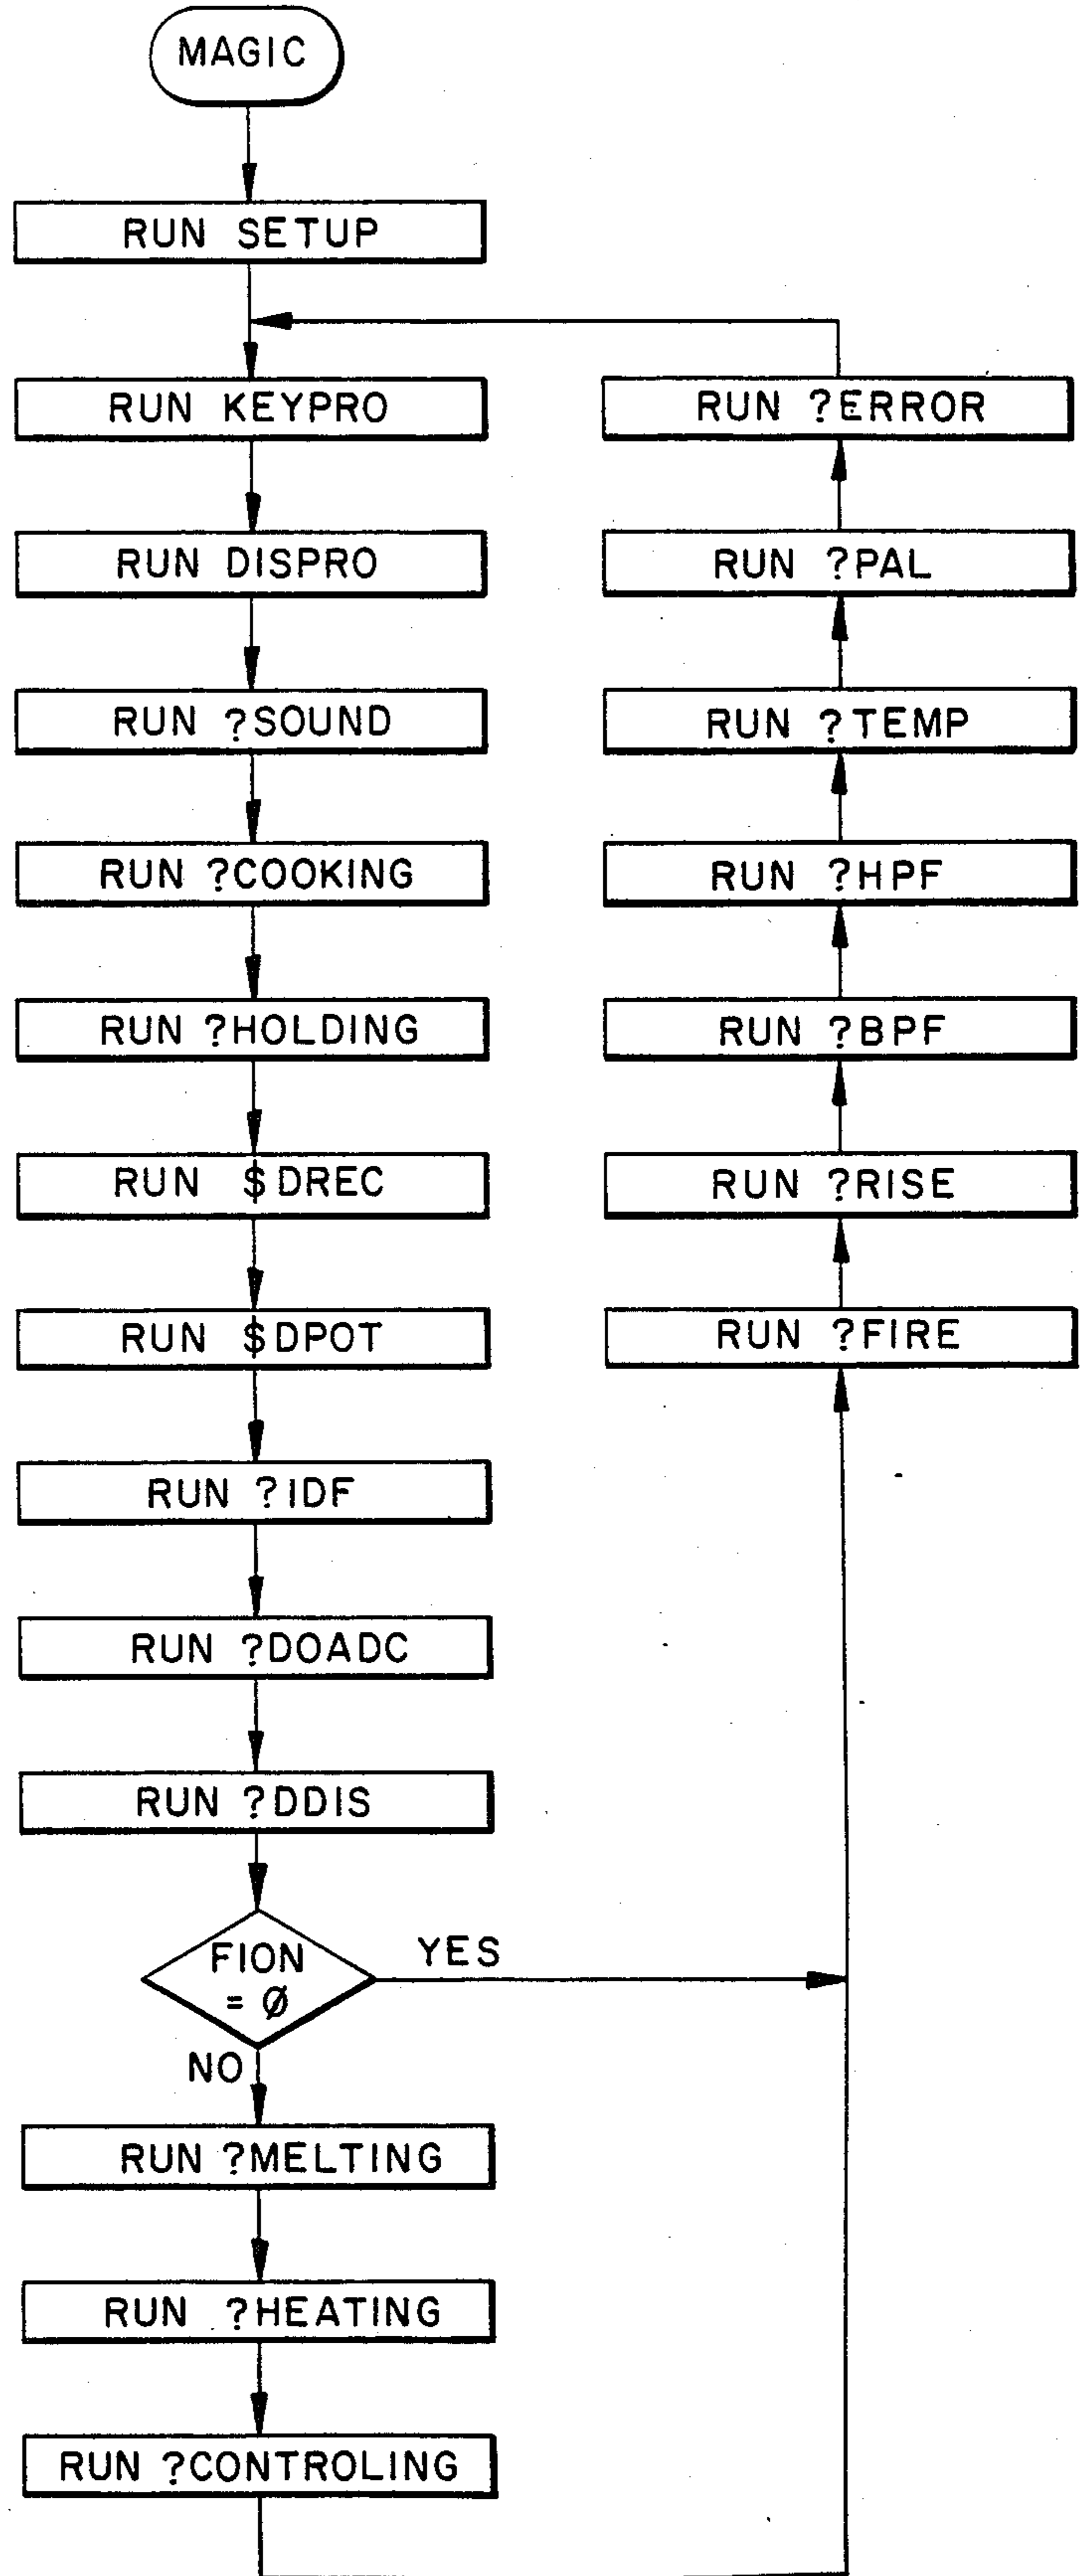 MAGIC
RUN SETUP
RUN KEYPRO
RUN DISPRO
RUN ?SOUND
RUN ?COOKING
RUN ?HOLDING
RUN $DREC
RUN $DPOT
RUN ?IDF
RUN ?DOADC
RUN ?DDIS
FION
= Ø
YES
NO
RUN ?MELTING
RUN ?HEATING
RUN ?CONTROLING
RUN ?ERROR
RUN ?PAL
RUN ?TEMP
RUN ?HPF
RUN ?BPF
RUN ?RISE
RUN ?FIRE